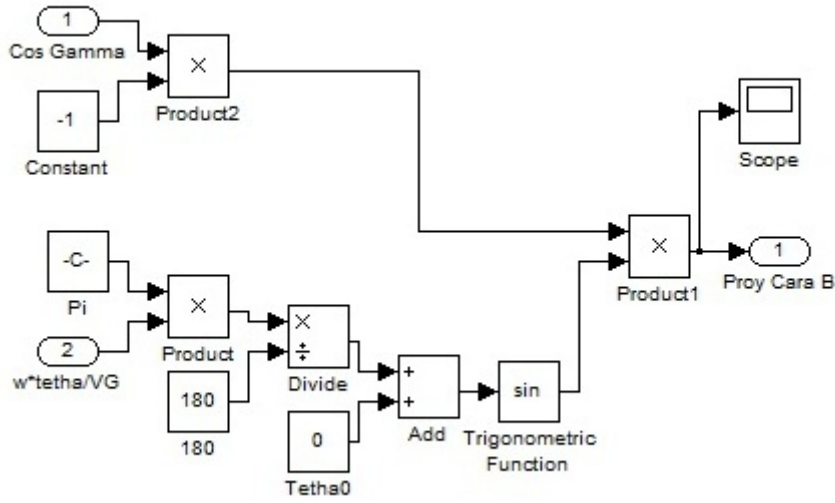 1
Cos Gamma
-1
Constant
×
Product2
Scope
-C-
Pi
2
w*tetha/VG
×
Product
180
180
×
÷
Divide
0
Tetha0
+
+
Add
sin
Trigonometric
Function
×
Product1
1
Proy Cara B